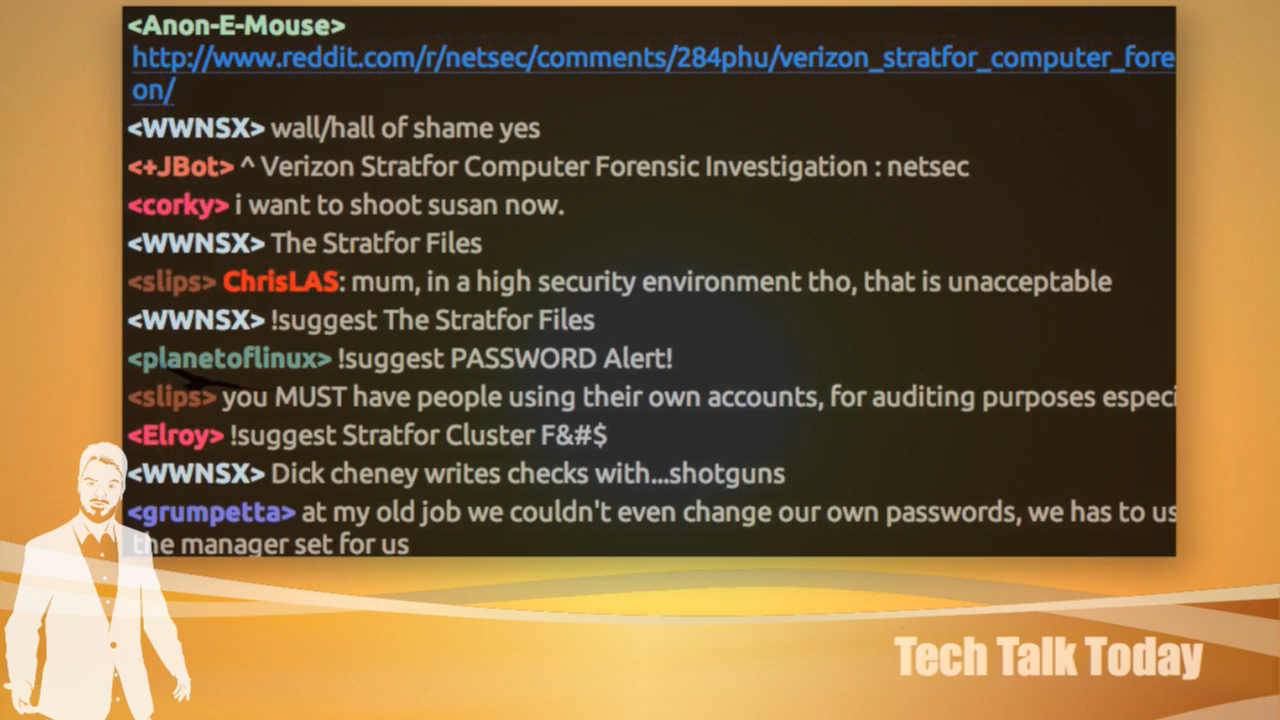 <Anon-E-Mouse>
http://www.reddit.com/r/netsec/comments/284phu/verizon_stratfor_computer_fore
on/
<WWNSX> wall/hall of shame yes
<+JBot> ^ Verizon Stratfor Computer Forensic Investigation : netsec
<corky> i want to shoot susan now.
<WWNSX> The Stratfor Files
<slips> ChrisLAS: mum, in a high security environment tho, that is unacceptable
<WWNSX> !suggest The Stratfor Files
<planetoflinux> !suggest PASSWORD Alert!
<slips> you MUST have people using their own accounts, for auditing purposes especi
<Elroy> !suggest Stratfor Cluster F&#$
<WWNSX> Dick cheney writes checks with...shotguns
<grumpetta> at my old job we couldn't even change our own passwords, we has to us
the manager set for us
Tech Talk Today